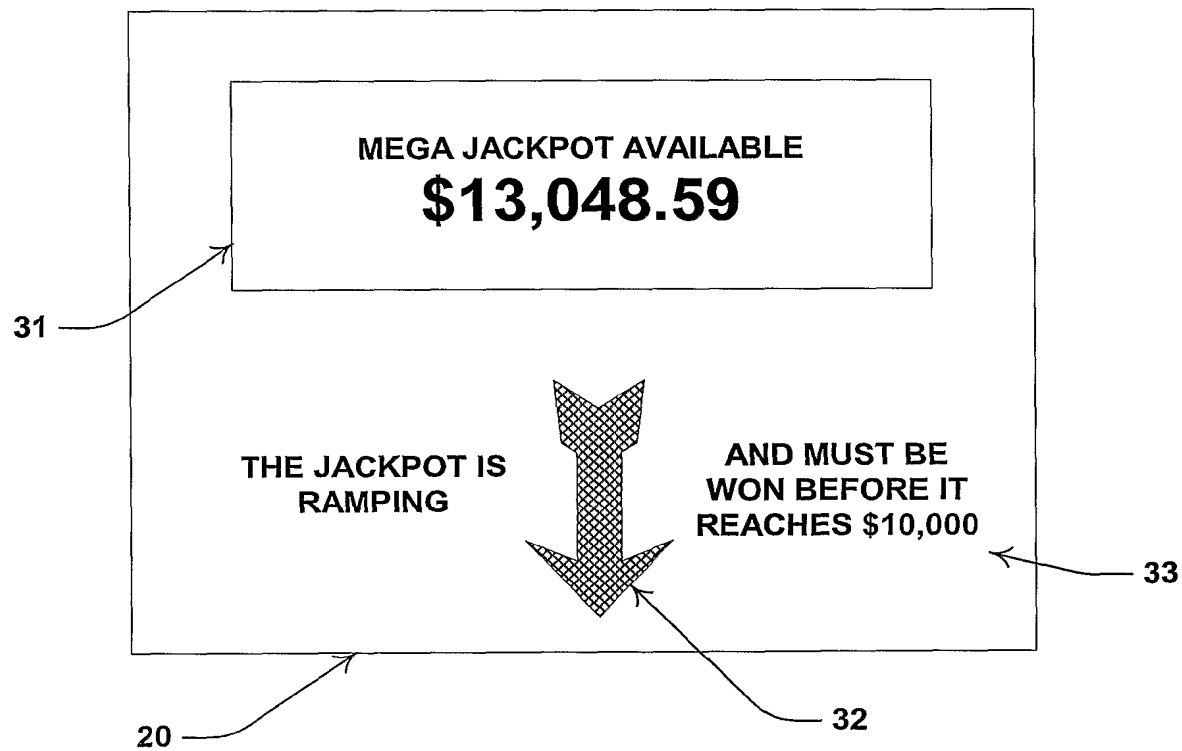 MEGA JACKPOT AVAILABLE
$13,048.59
31
THE JACKPOT IS
RAMPING
AND MUST BE
WON BEFORE IT
REACHES $10,000
33
32
20